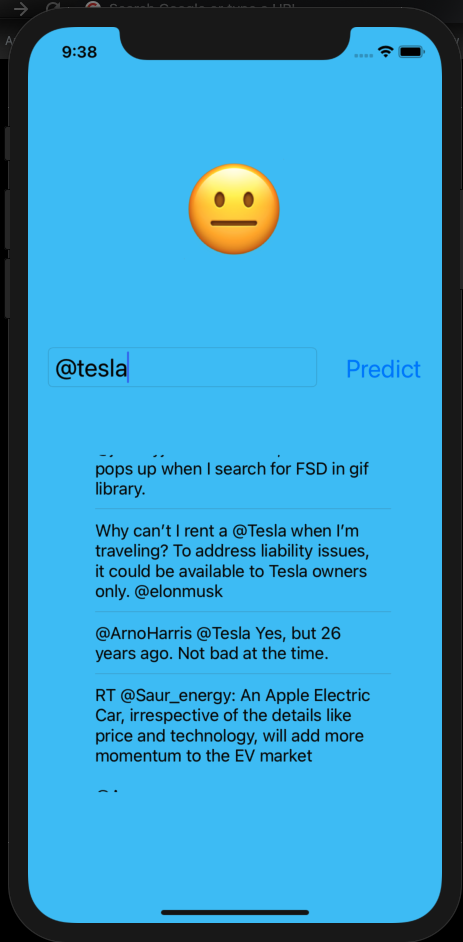 9:38
@tesla
Predict
pops up when I search for FSD in gif
library.
Why can’t I rent a @Tesla when I’m
traveling? To address liability issues,
it could be available to Tesla owners
only. @elonmusk
@ArnoHarris @Tesla Yes, but 26
years ago. Not bad at the time.
RT @Saur_energy: An Apple Electric
Car, irrespective of the details like
price and technology, will add more
momentum to the EV market